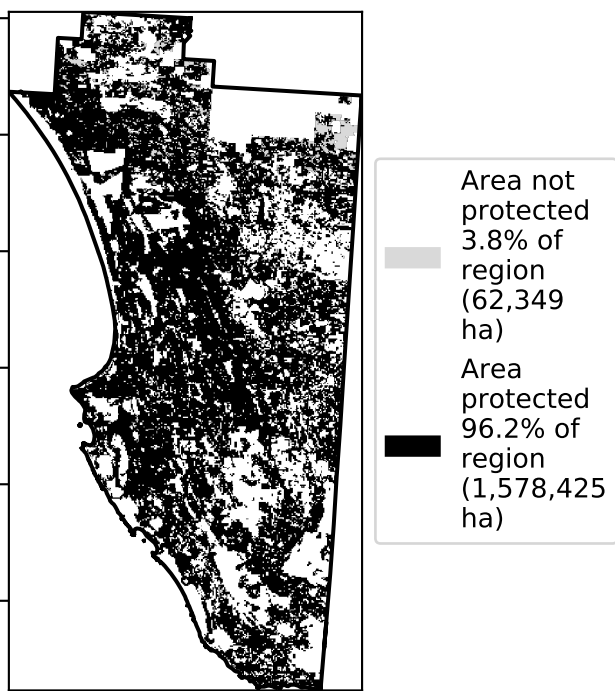 Area not
protected
3.8% of
region
(62,349
ha)
Area
protected
96.2% of
region
(1,578,425
ha)